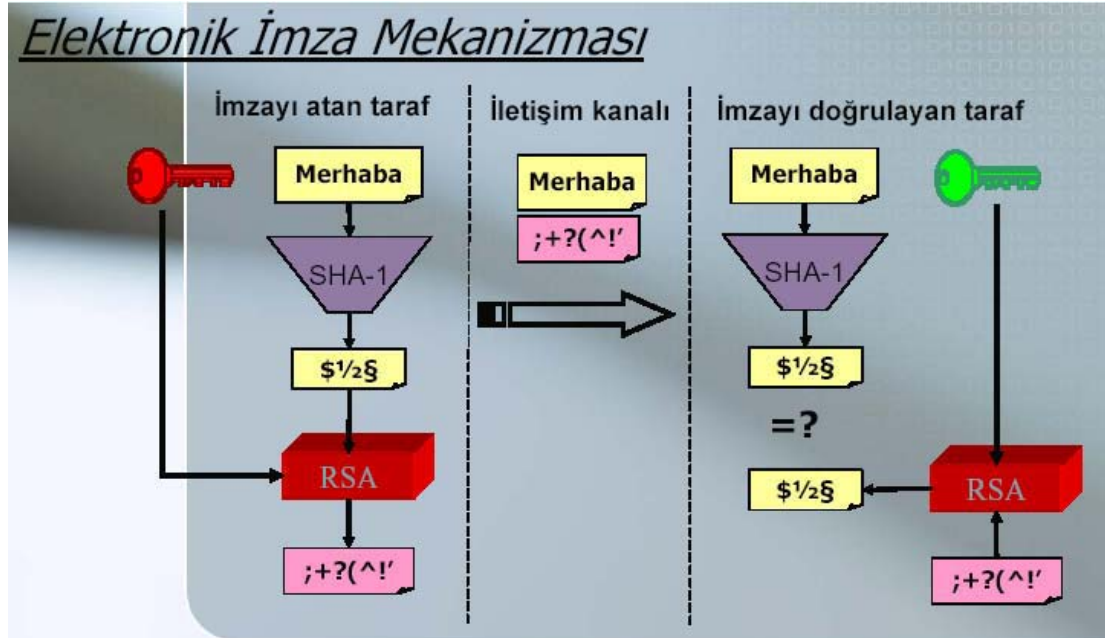 Elektronik İmza Mekanizması
İmzayı atan taraf
Merhaba
SHA-1
$½§
RSA
;+?(^!'
İletişim kanalı
Merhaba
;+?(^!'
İmzayı doğrulayan taraf
Merhaba
SHA-1
$½§
=?
$½§
RSA
;+?(^!'